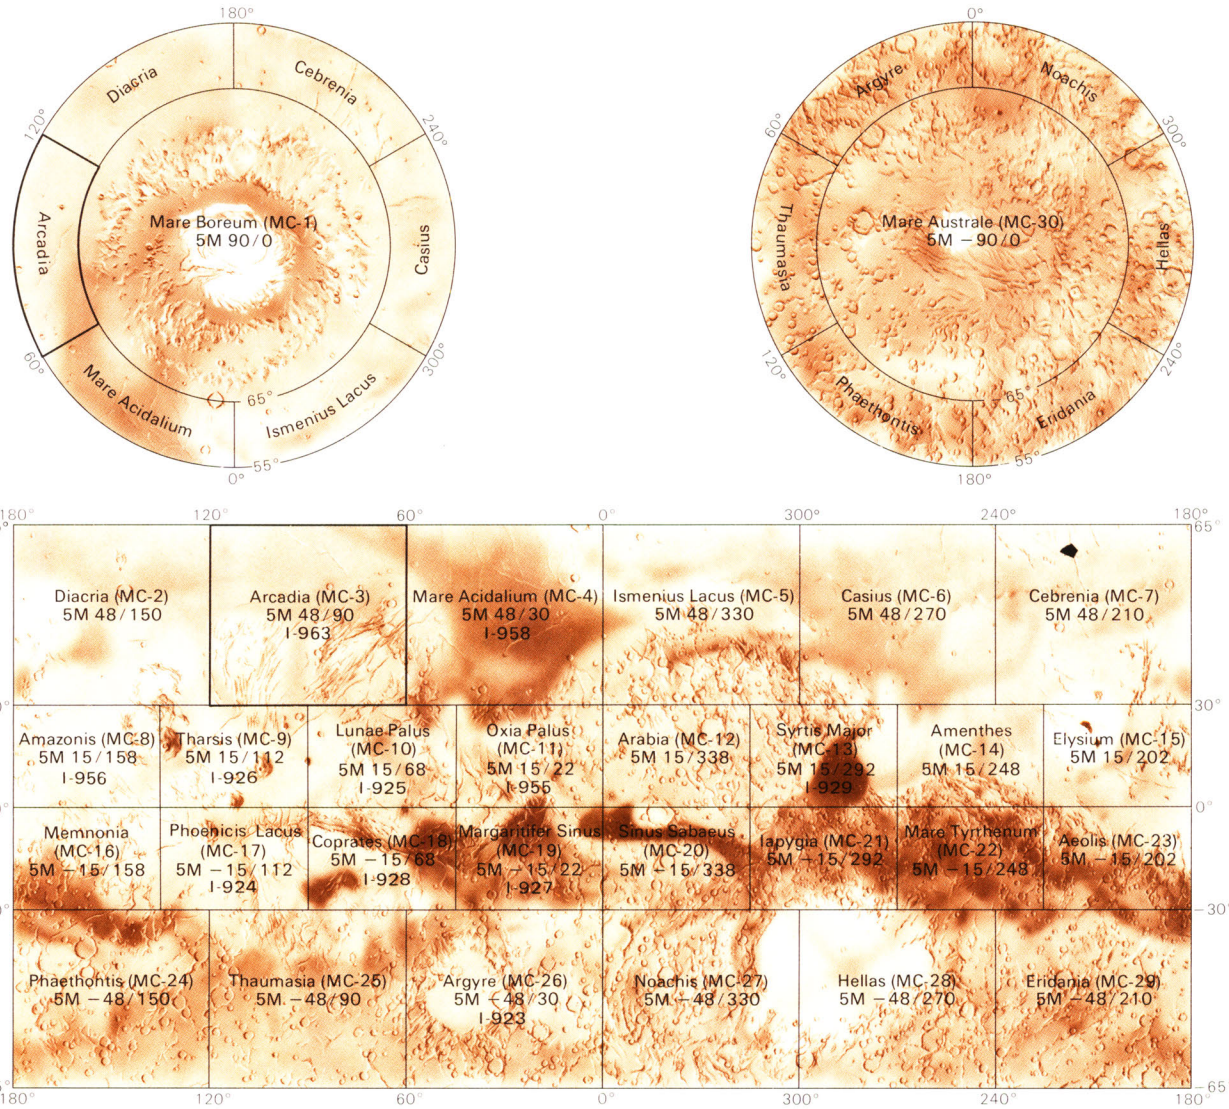 180°
Diacria
Cebrenia
120°
240°
Arcadia
Mare Boreum (MC-1)
5M 90/0
Casius
60°
300°
Mare Acidalium
Ismenius Lacus
65°
55°
0°
0°
Argyre
Noachis
60°
300°
Thaumasia
Mare Australe (MC-30)
5M –90/0
Hellas
120°
240°
Phaethontis
Eridania
–65°
–55°
180°
180° 120° 60° 0° 300° 240° 180°
65°
Diacria (MC-2)
5M 48/150
Arcadia (MC-3)
5M 48/90
I-963
Mare Acidalium (MC-4)
5M 48/30
I-958
Ismenius Lacus (MC-5)
5M 48/330
Casius (MC-6)
5M 48/270
Cebrenia (MC-7)
5M 48/210
30°
Amazonis (MC-8)
5M 15/158
I-956
Tharsis (MC-9)
5M 15/112
I-926
Lunae Palus
(MC-10)
5M 15/68
I-925
Oxia Palus
(MC-11)
5M 15/22
I-955
Arabia (MC-12)
5M 15/338
Syrtis Major
(MC-13)
5M 15/292
I-929
Amenthes
(MC-14)
5M 15/248
Elysium (MC-15)
5M 15/202
0°
Memnonia
(MC-16)
5M –15/158
Phoenicis Lacus
(MC-17)
5M –15/112
I-924
Coprates (MC-18)
5M –15/68
I-928
Margaritifer Sinus
(MC-19)
5M –15/22
I-927
Sinus Sabaeus
(MC-20)
5M –15/338
Iapygia (MC-21)
5M –15/292
Mare Tyrrhenum
(MC-22)
5M –15/248
Aeolis (MC-23)
5M –15/202
–30°
Phaethontis (MC-24)
5M –48/150
Thaumasia (MC-25)
5M –48/90
Argyre (MC-26)
5M –48/30
I-923
Noachis (MC-27)
5M –48/330
Hellas (MC-28)
5M –48/270
Eridania (MC-29)
5M –48/210
–65°
180° 120° 60° 0° 300° 240° 180°